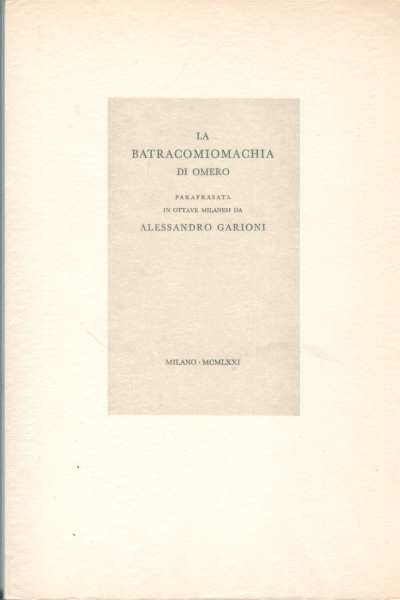 LA
BATRACOMIOMACHIA
DI OMERO
PARAFRASATA
IN OTTAVE MILANESI DA
ALESSANDRO GARIONI
MILANO · MCMLXXI